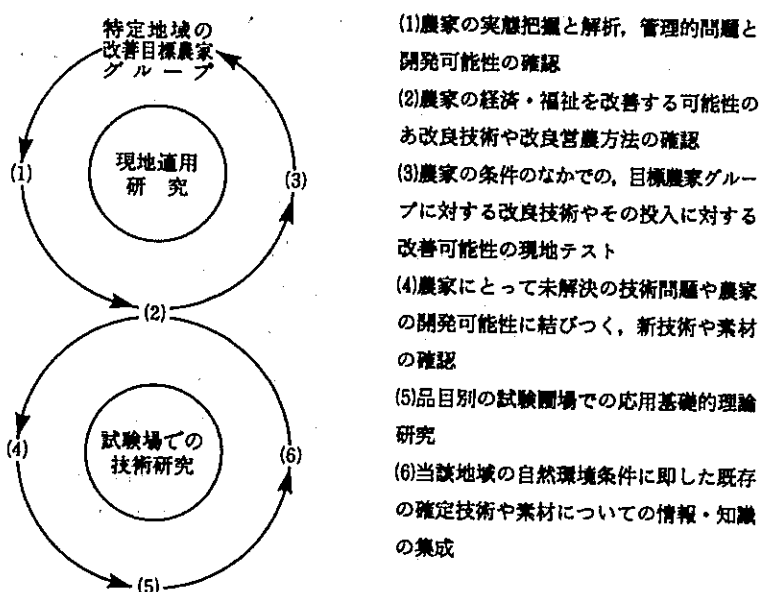 特定地域の
改善目標農家
グループ
現地適用
研 究
(1)
(2)
(3)
試験場での
技術研究
(4)
(5)
(6)
(1)農家の実態把握と解析,管理的問題と
開発可能性の確認
(2)農家の経済・福祉を改善する可能性の
あ改良技術や改良営農方法の確認
(3)農家の条件のなかでの,目標農家グルー
プに対する改良技術やその投入に対する
改善可能性の現地テスト
(4)農家にとって未解決の技術問題や農家
の開発可能性に結びつく,新技術や素材
の確認
(5)品目別の試験圃場での応用基礎的理論
研究
(6)当該地域の自然環境条件に即した既存
の確定技術や素材についての情報・知識
の集成